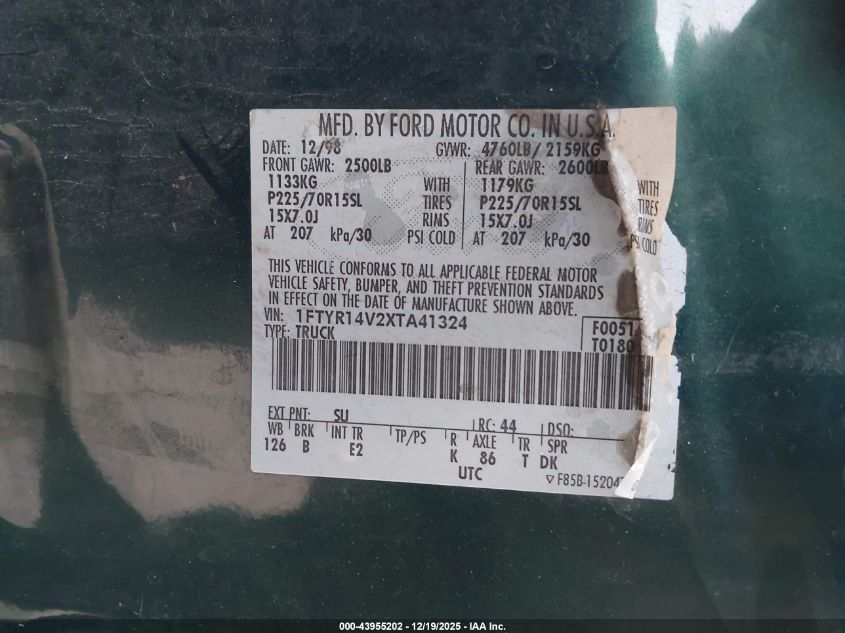 MFD. BY FORD MOTOR CO. IN U.S.A.
DATE: 12/98 GVWR: 4760LB/ 2159KG
FRONT GAWR: 2500LB REAR GAWR: 2600LB
1133KG WITH 1179KG WITH
P225/70R15SL TIRES P225/70R15SL TIRES
15X7.0J RIMS 15X7.0J RIMS
AT 207 kPa/30 PSI COLD AT 207 kPa/30 PSI COLD
THIS VEHICLE CONFORMS TO ALL APPLICABLE FEDERAL MOTOR
VEHICLE SAFETY, BUMPER, AND THEFT PREVENTION STANDARDS
IN EFFECT ON THE DATE OF MANUFACTURE SHOWN ABOVE.
VIN: 1FTYR14V2XTA41324 F0051
TYPE: TRUCK T0180
EXT PNT: SU RC: 44 DSO:
WB BRK INT TR TP/PS R AXLE TR SPR
126 B E2 K 86 T DK
UTC
▽ F85B-15204
000-43955202 - 12/19/2025 - IAA Inc.